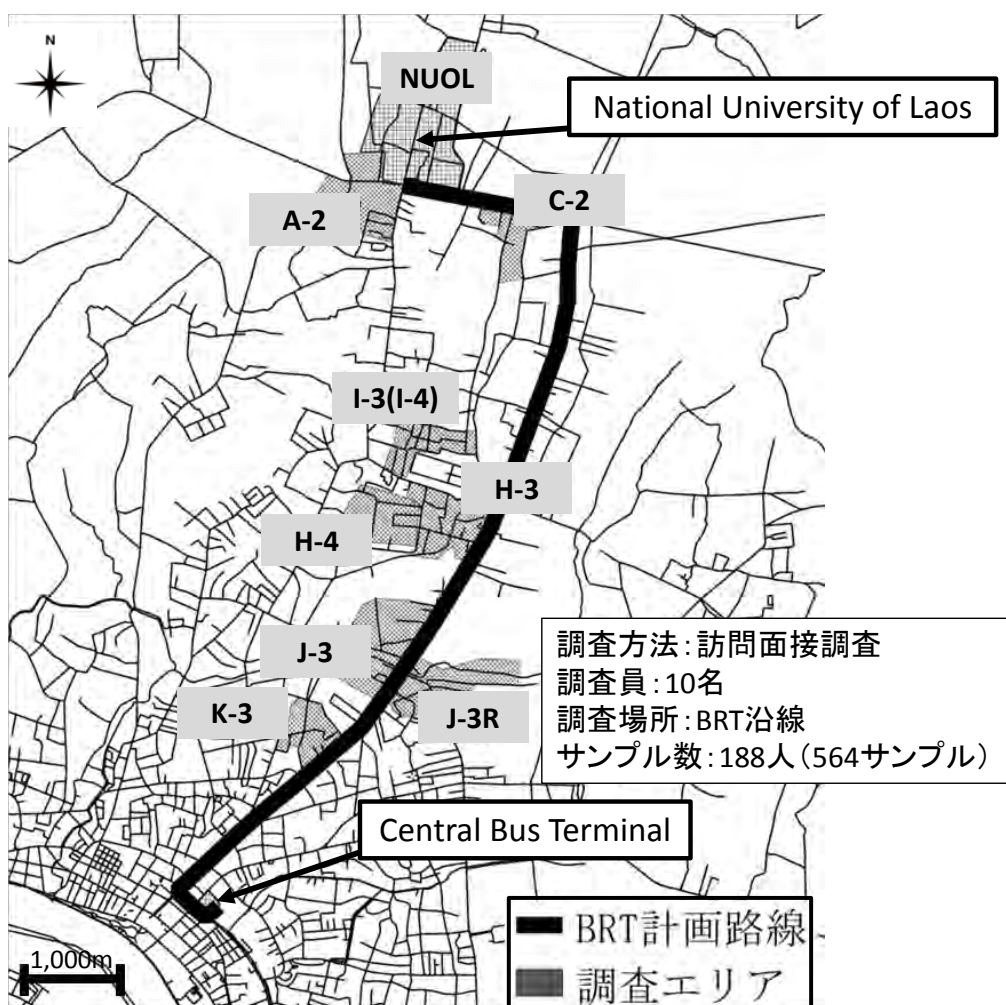 N
NUOL
National University of Laos
A-2
C-2
I-3(I-4)
H-3
H-4
J-3
K-3
J-3R
調査方法:訪問面接調査
調査員:10名
調査場所:BRT沿線
サンプル数:188人(564サンプル)
Central Bus Terminal
1,000m
BRT計画路線
調査エリア